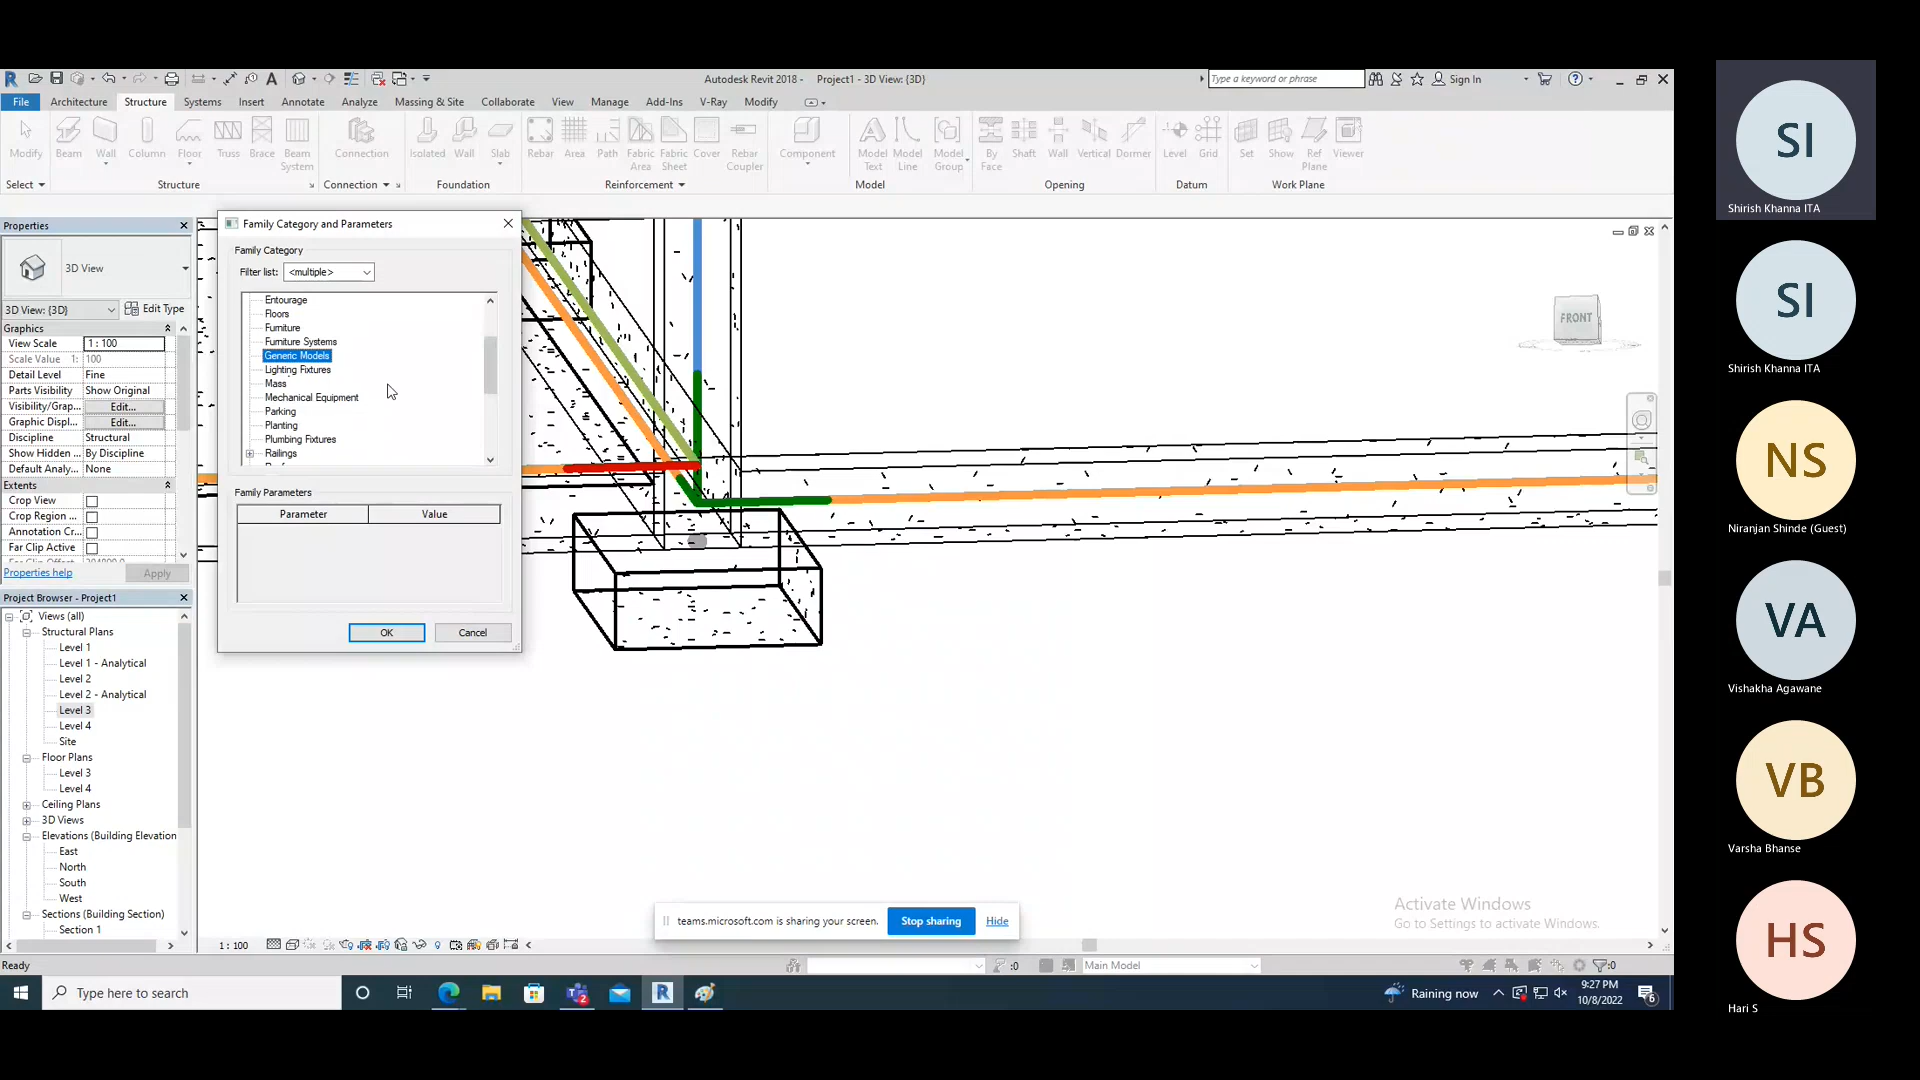 Autodesk Revit 2018 - Project1 - 3D View: {3D}
Type a keyword or phrase
Sign In
File Architecture Structure Systems Insert Annotate Analyze Massing & Site Collaborate View Manage Add-Ins V-Ray Modify
Modify Beam Wall Column Floor Truss Brace Beam System Connection Isolated Wall Slab Rebar Area Path Fabric Area Fabric Sheet Cover Rebar Coupler Component Model Text Model Line Model Group By Face Shaft Wall Vertical Dormer Level Grid Set Show Ref Plane Viewer
Select Structure Connection Foundation Reinforcement Model Opening Datum Work Plane
Properties
3D View
3D View: {3D} Edit Type
Graphics
View Scale 1 : 100
Scale Value 1: 100
Detail Level Fine
Parts Visibility Show Original
Visibility/Grap... Edit...
Graphic Displ... Edit...
Discipline Structural
Show Hidden ... By Discipline
Default Analy... None
Extents
Crop View
Crop Region ...
Annotation Cr...
Far Clip Active
Properties help Apply
Project Browser - Project1
Views (all)
Structural Plans
Level 1
Level 1 - Analytical
Level 2
Level 2 - Analytical
Level 3
Level 4
Site
Floor Plans
Level 3
Level 4
Ceiling Plans
3D Views
Elevations (Building Elevation
East
North
South
West
Sections (Building Section)
Section 1
Family Category and Parameters
Family Category
Filter list: <multiple>
Entourage
Floors
Furniture
Furniture Systems
Generic Models
Lighting Fixtures
Mass
Mechanical Equipment
Parking
Planting
Plumbing Fixtures
Railings
Family Parameters
Parameter Value
OK Cancel
FRONT
teams.microsoft.com is sharing your screen. Stop sharing Hide
Activate Windows
Go to Settings to activate Windows.
1 : 100
Ready
:0
Main Model
:0
Type here to search
2
Raining now
9:27 PM
10/8/2022
6
SI
Shirish Khanna ITA
SI
Shirish Khanna ITA
NS
Niranjan Shinde (Guest)
VA
Vishakha Agawane
VB
Varsha Bhanse
HS
Hari S